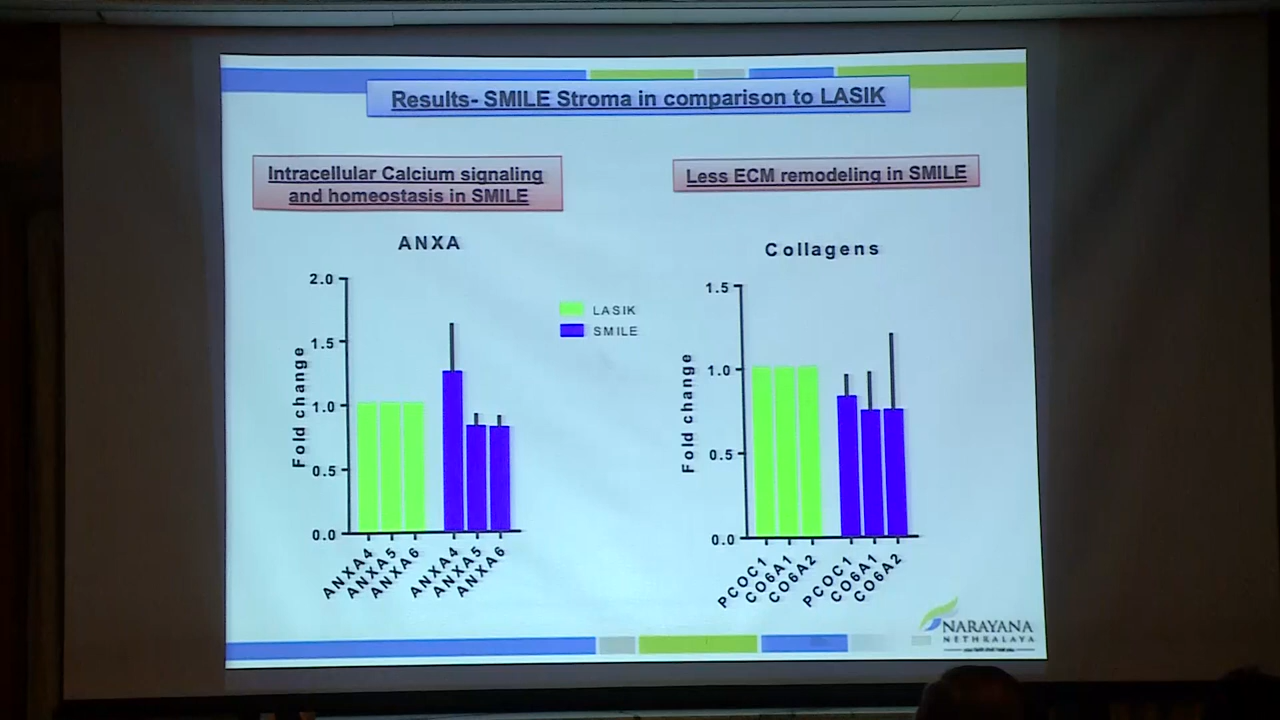 Results- SMILE Stroma in comparison to LASIK
Intracellular Calcium signaling
and homeostasis in SMILE
Less ECM remodeling in SMILE
ANXA
2.0
1.5
1.0
0.5
0.0
Fold change
ANXA4
ANXA5
ANXA6
ANXA4
ANXA5
ANXA6
LASIK
SMILE
Collagens
1.5
1.0
0.5
0.0
Fold change
PCOC1
CO6A1
CO6A2
PCOC1
CO6A1
CO6A2
NARAYANA
NETHRALAYA